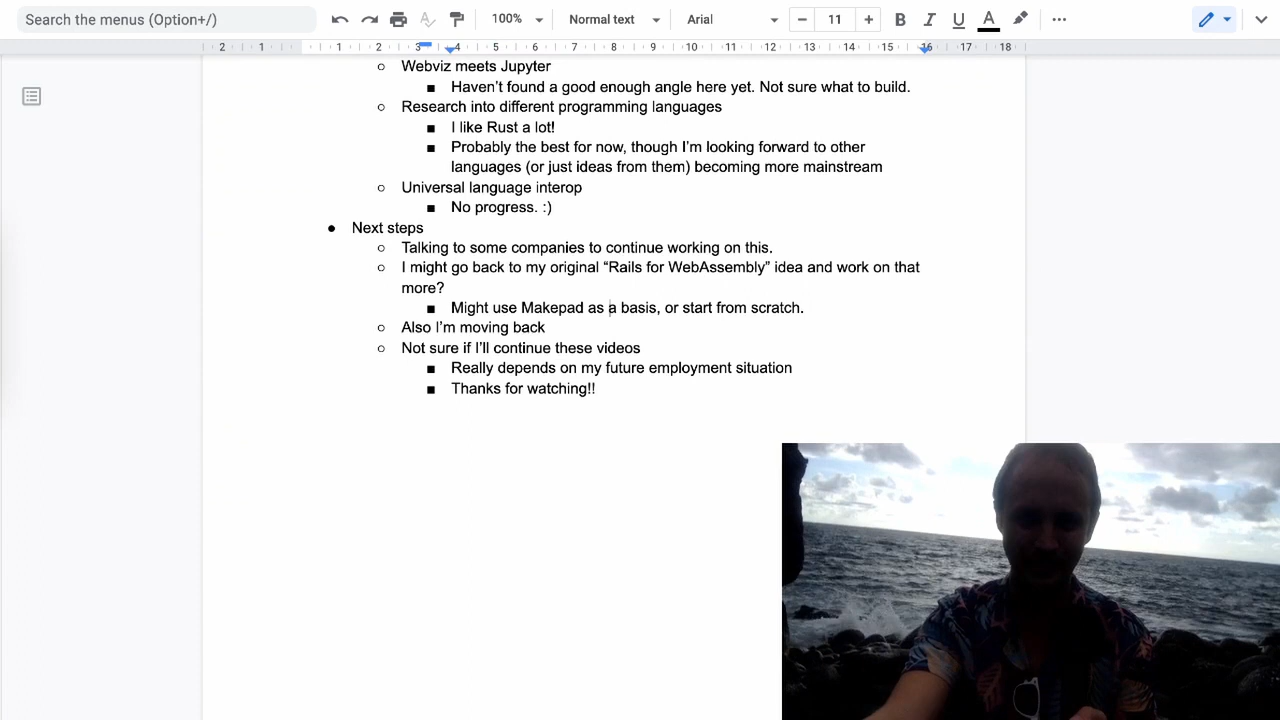 Search the menus (Option+/)
100%
Normal text
Arial
11
B I U A
2 1 1 2 3 4 5 6 7 8 9 10 11 12 13 14 15 16 17 18
Webviz meets Jupyter
Haven’t found a good enough angle here yet. Not sure what to build.
Research into different programming languages
I like Rust a lot!
Probably the best for now, though I’m looking forward to other
languages (or just ideas from them) becoming more mainstream
Universal language interop
No progress. :)
Next steps
Talking to some companies to continue working on this.
I might go back to my original “Rails for WebAssembly” idea and work on that
more?
Might use Makepad as a basis, or start from scratch.
Also I’m moving back
Not sure if I’ll continue these videos
Really depends on my future employment situation
Thanks for watching!!